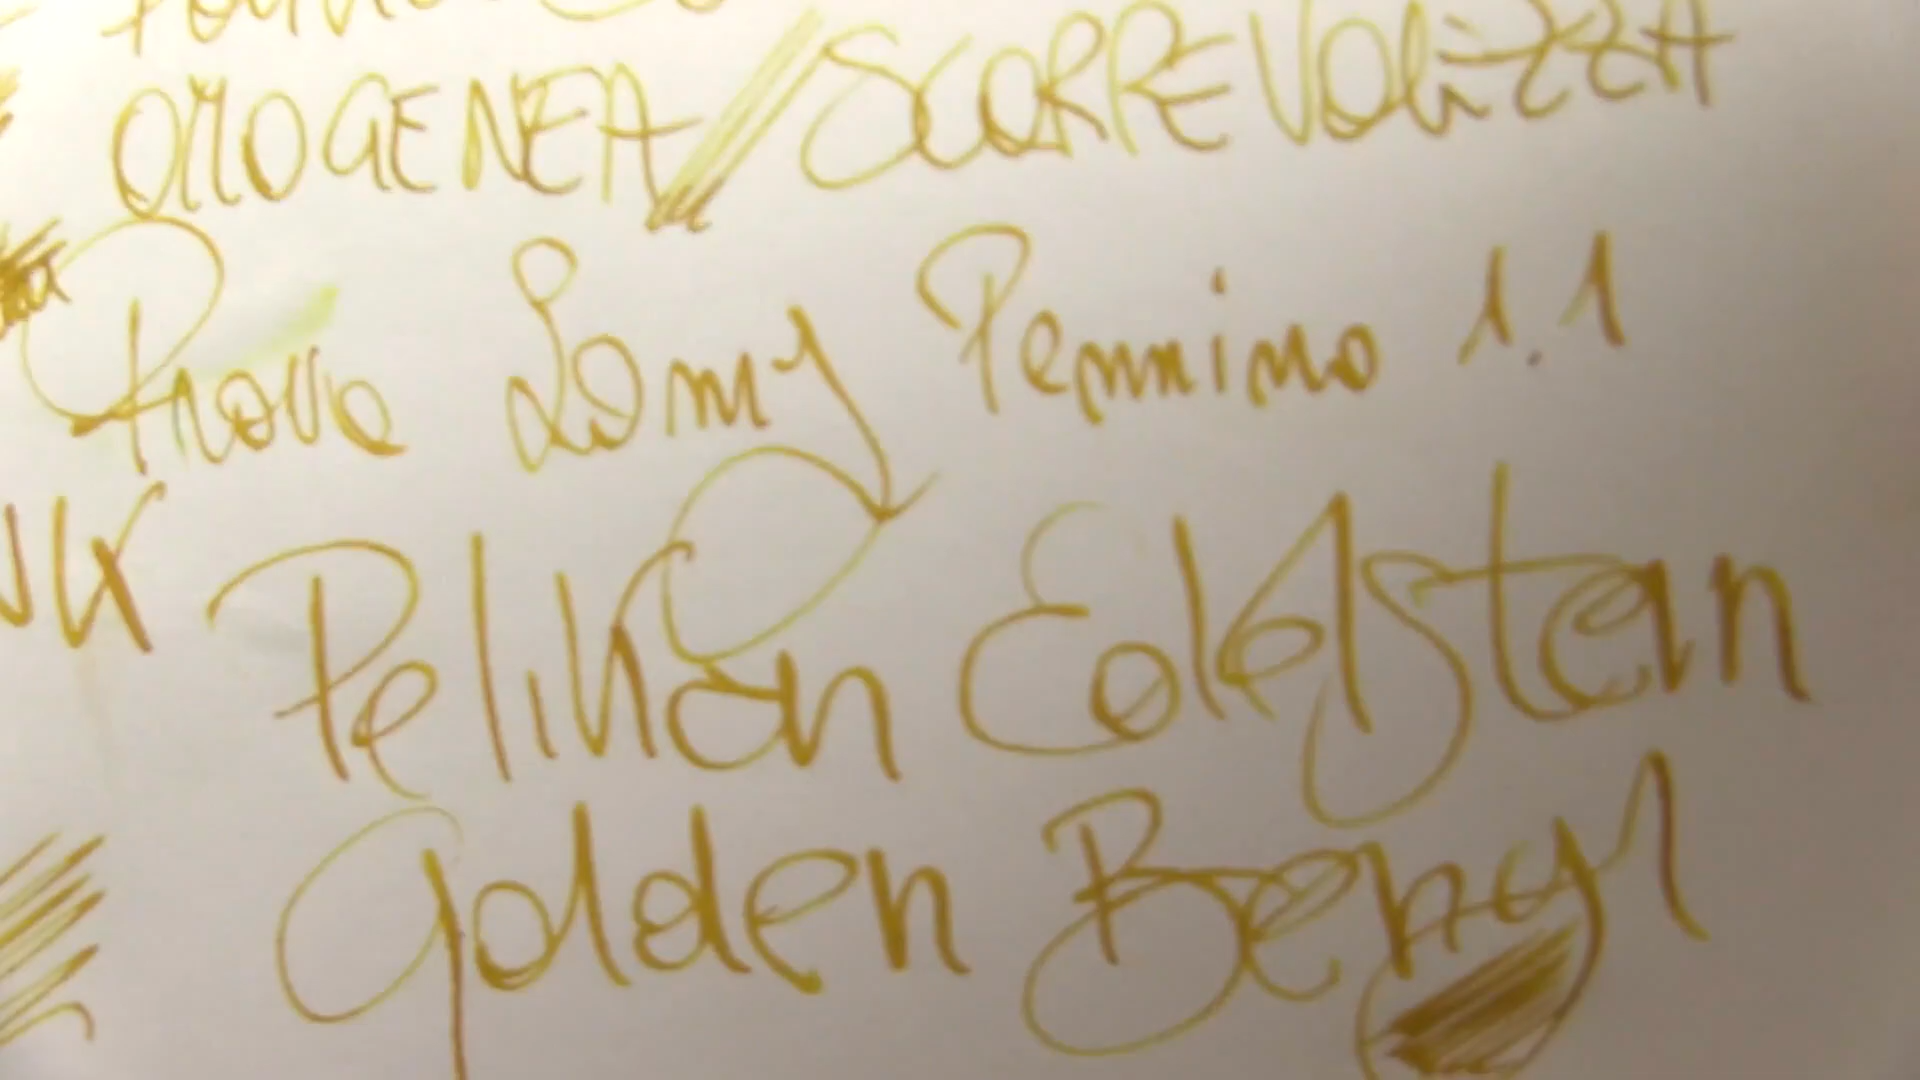 OMOGENEA/SCORREVOLEZZA
Prova Lamy Pennino 1.1
Pelikan Edelstein
Golden Beryl